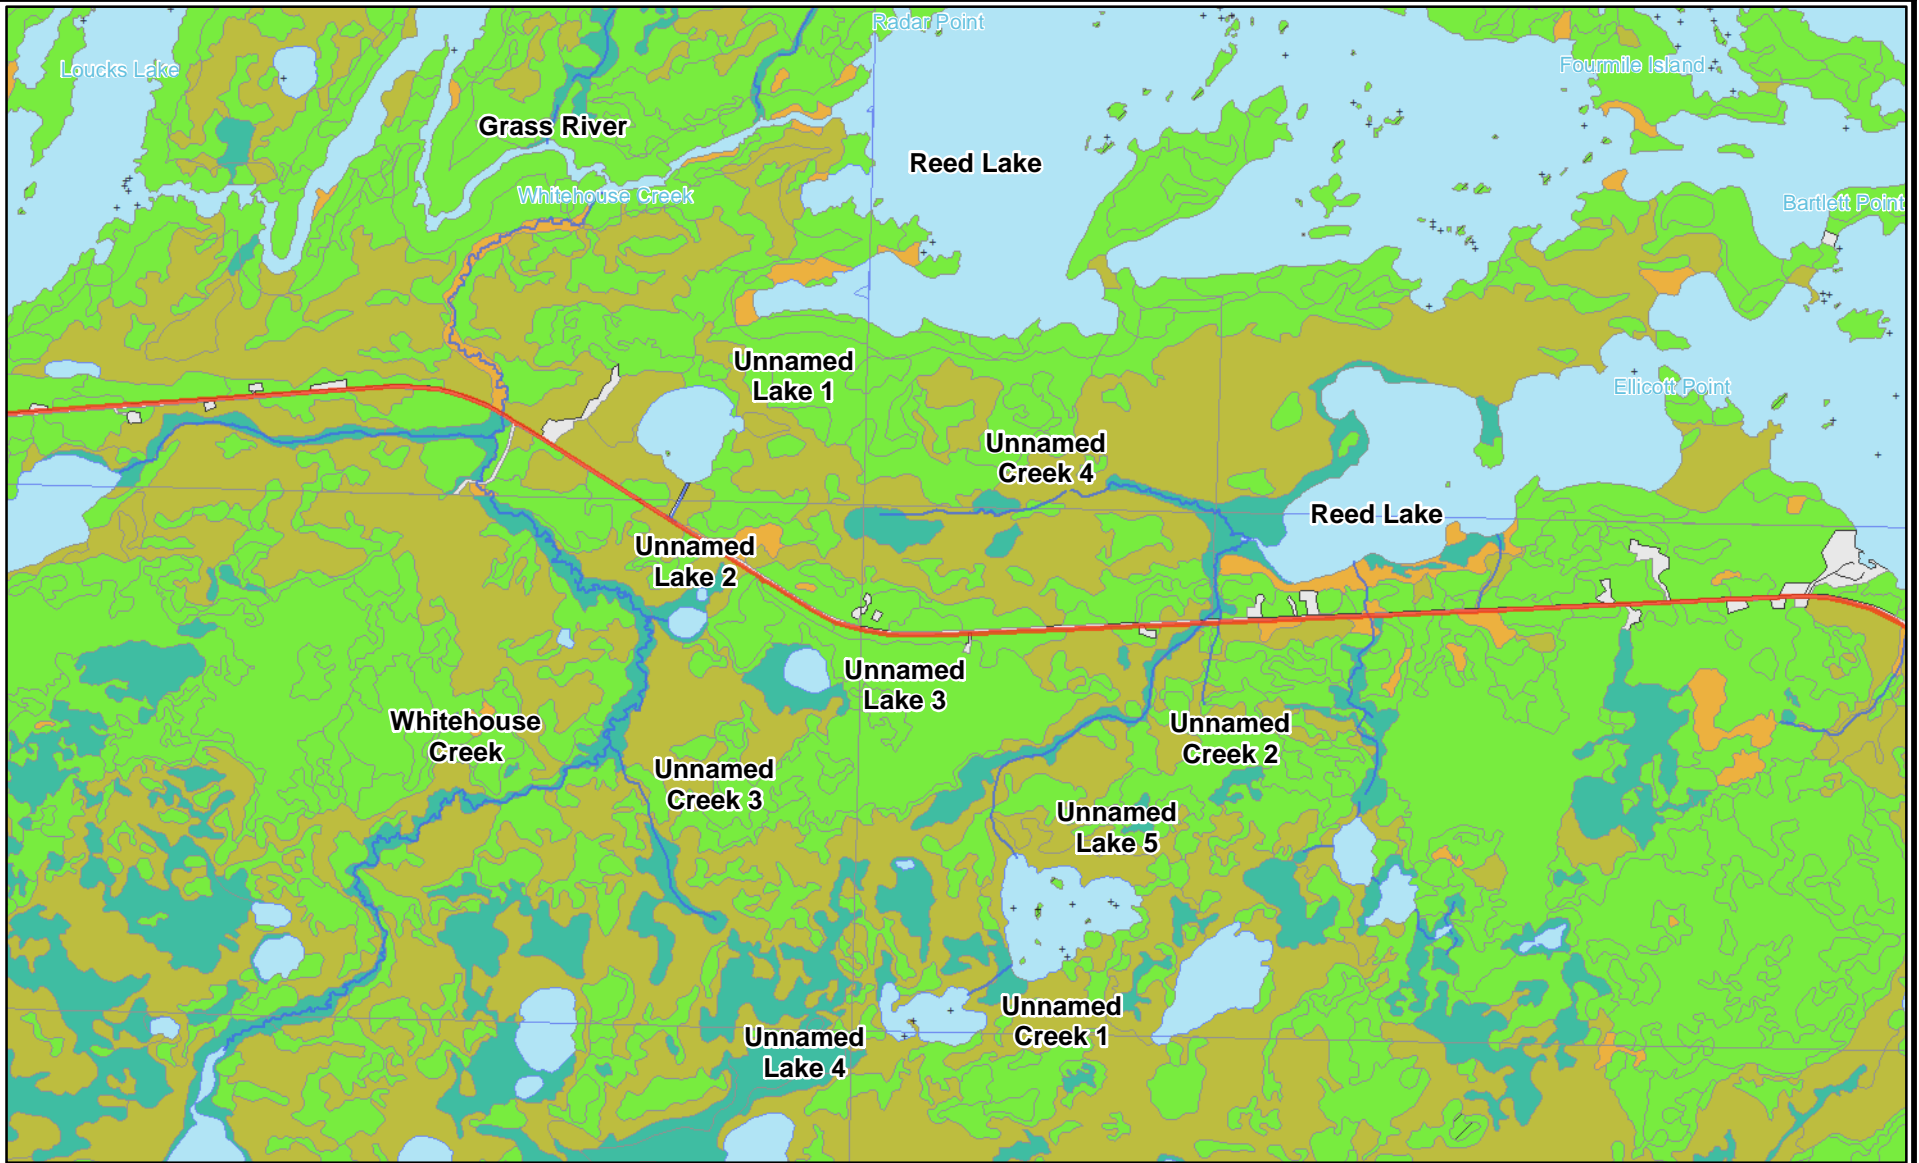 Radar Point
Loucks Lake
Fourmile Island
Grass River
Reed Lake
Whitehouse Creek
Bartlett Point
Unnamed
Lake 1
Ellicott Point
Unnamed
Creek 4
Reed Lake
Unnamed
Lake 2
Unnamed
Lake 3
Whitehouse
Creek
Unnamed
Creek 2
Unnamed
Creek 3
Unnamed
Lake 5
Unnamed
Creek 1
Unnamed
Lake 4